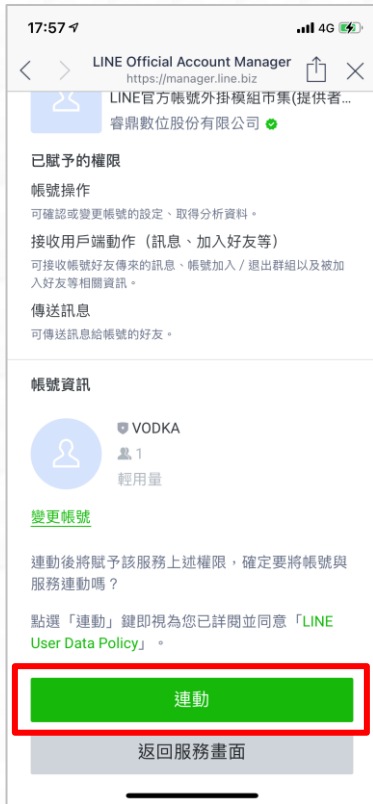 17:57
4G
LINE Official Account Manager
https://manager.line.biz
LINE官方帳號外掛模組市集(提供者...
睿鼎數位股份有限公司
已賦予的權限
帳號操作
可確認或變更帳號的設定、取得分析資料。
接收用戶端動作（訊息、加入好友等）
可接收帳號好友傳來的訊息、帳號加入／退出群組以及被加
入好友等相關資訊。
傳送訊息
可傳送訊息給帳號的好友。
帳號資訊
VODKA
1
輕用量
變更帳號
連動後將賦予該服務上述權限，確定要將帳號與
服務連動嗎？
點選「連動」鍵即視為您已詳閱並同意「LINE
User Data Policy」。
連動
返回服務畫面